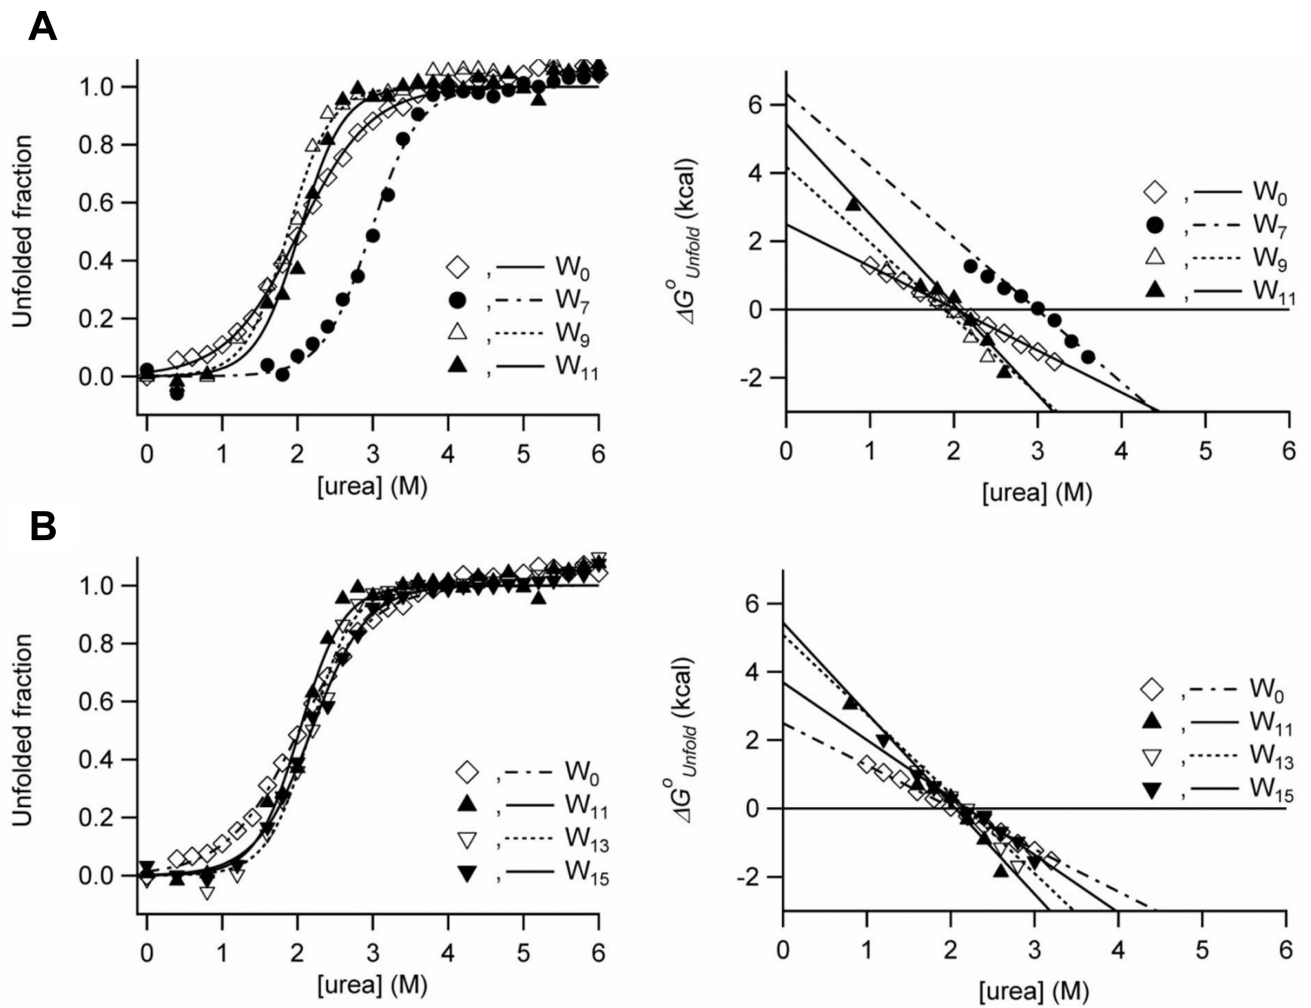 A
Unfolded fraction
1.0
0.8
0.6
0.4
0.2
0.0
0 1 2 3 4 5 6
[urea] (M)
, W0
, W7
, W9
, W11
ΔG°Unfold (kcal)
6
4
2
0
-2
0 1 2 3 4 5 6
[urea] (M)
, W0
, W7
, W9
, W11
B
Unfolded fraction
1.0
0.8
0.6
0.4
0.2
0.0
0 1 2 3 4 5 6
[urea] (M)
, W0
, W11
, W13
, W15
ΔG°Unfold (kcal)
6
4
2
0
-2
0 1 2 3 4 5 6
[urea] (M)
, W0
, W11
, W13
, W15